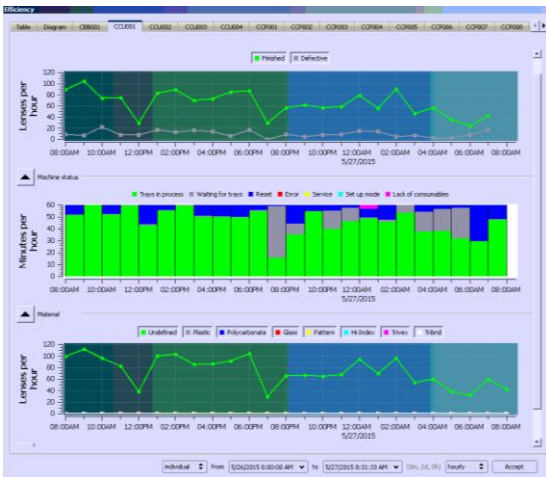 Efficiency
Table Diagram CBB001 CCU001 CCU002 CCU003 CCU004 CCP001 CCP002 CCP003 CCP004 CCP005 CCP006 CCP007 CCP008
Finished Defective
Lenses per hour
120
100
80
60
40
20
0
08:00AM 10:00AM 12:00PM 02:00PM 04:00PM 06:00PM 08:00PM 10:00PM 12:00AM 02:00AM 04:00AM 06:00AM 08:00AM
5/27/2015
Machine status
Trays in process Waiting for trays Reset Error Service Set up mode Lack of consumables
Minutes per hour
60
50
40
30
20
10
0
08:00AM 10:00AM 12:00PM 02:00PM 04:00PM 06:00PM 08:00PM 10:00PM 12:00AM 02:00AM 04:00AM 06:00AM 08:00AM
5/27/2015
Material
Undefined Plastic Polycarbonate Glass Pattern Hi-Index Trivex Tribrid
Lenses per hour
120
100
80
60
40
20
0
08:00AM 10:00AM 12:00PM 02:00PM 04:00PM 06:00PM 08:00PM 10:00PM 12:00AM 02:00AM 04:00AM 06:00AM 08:00AM
5/27/2015
individual from 5/26/2015 8:00:00 AM to 5/27/2015 8:31:33 AM (0m, 2d, 0h) hourly Accept